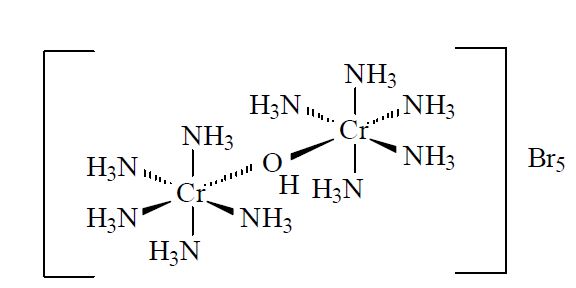 NH₃
H₃N NH₃
Cr
NH₃ O NH₃ Br₅
H₃N H H₃N
Cr
H₃N NH₃
H₃N